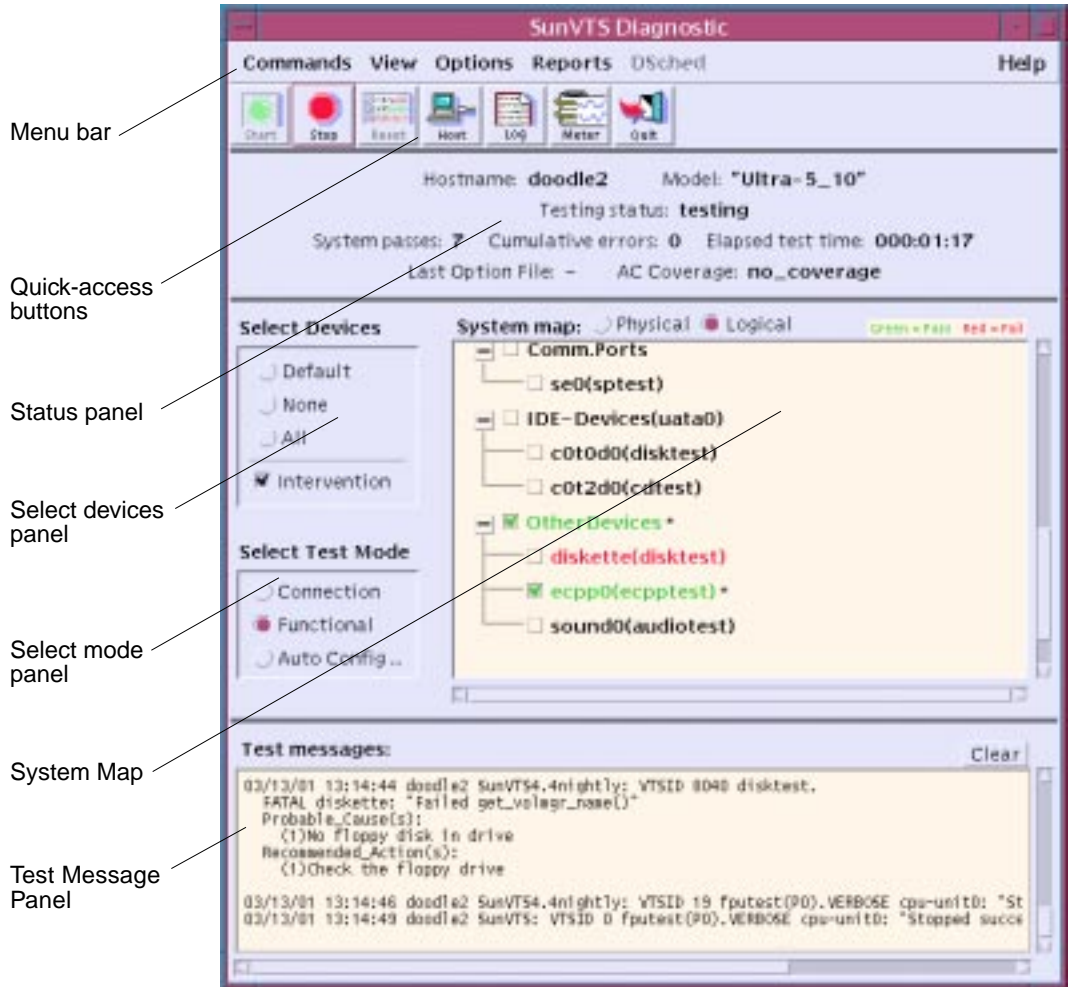 SunVTS Diagnostic
Commands View Options Reports DSched Help
Start Stop Reset Host LOG Meter Quit
Menu bar
Hostname: doodle2 Model: "Ultra-5_10"
Testing status: testing
System passes: 7 Cumulative errors: 0 Elapsed test time: 000:01:17
Last Option File: - AC Coverage: no_coverage
Quick-access
buttons
Status panel
Select devices
panel
Select mode
panel
System Map
Test Message
Panel
Select Devices
Default
None
All
Intervention
Select Test Mode
Connection
Functional
Auto Config ..
System map: Physical Logical Green = Pass Red = Fail
Comm.Ports
se0(sptest)
IDE-Devices(uata0)
c0t0d0(disktest)
c0t2d0(cdtest)
OtherDevices *
diskette(disktest)
ecpp0(ecpptest) *
sound0(audiotest)
Test messages: Clear
03/13/01 13:14:44 doodle2 SunVTS4.4nightly: VTSID 8040 disktest.
FATAL diskette: "Failed get_volmgr_name()"
Probable_Cause(s):
(1)No floppy disk in drive
Recommended_Action(s):
(1)Check the floppy drive
03/13/01 13:14:46 doodle2 SunVTS4.4nightly: VTSID 19 fputest(P0).VERBOSE cpu-unit0: "St
03/13/01 13:14:49 doodle2 SunVTS: VTSID 0 fputest(P0).VERBOSE cpu-unit0: "Stopped succe